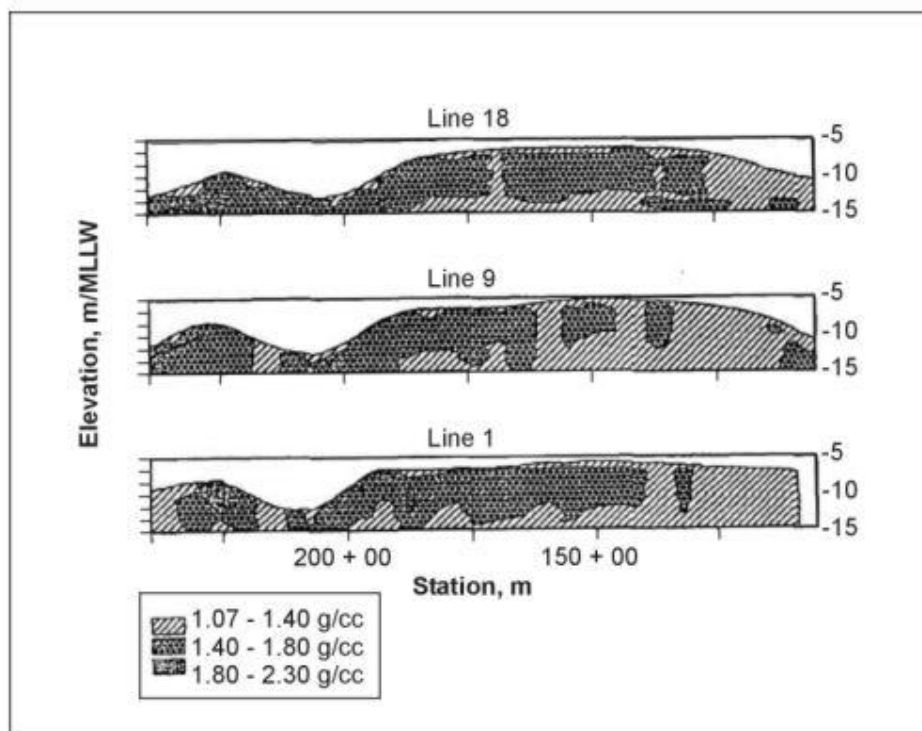 Line 18
-5
-10
-15
Line 9
-5
-10
-15
Line 1
-5
-10
-15
Elevation, m/MLLW
200 + 00 150 + 00
Station, m
1.07 - 1.40 g/cc
1.40 - 1.80 g/cc
1.80 - 2.30 g/cc